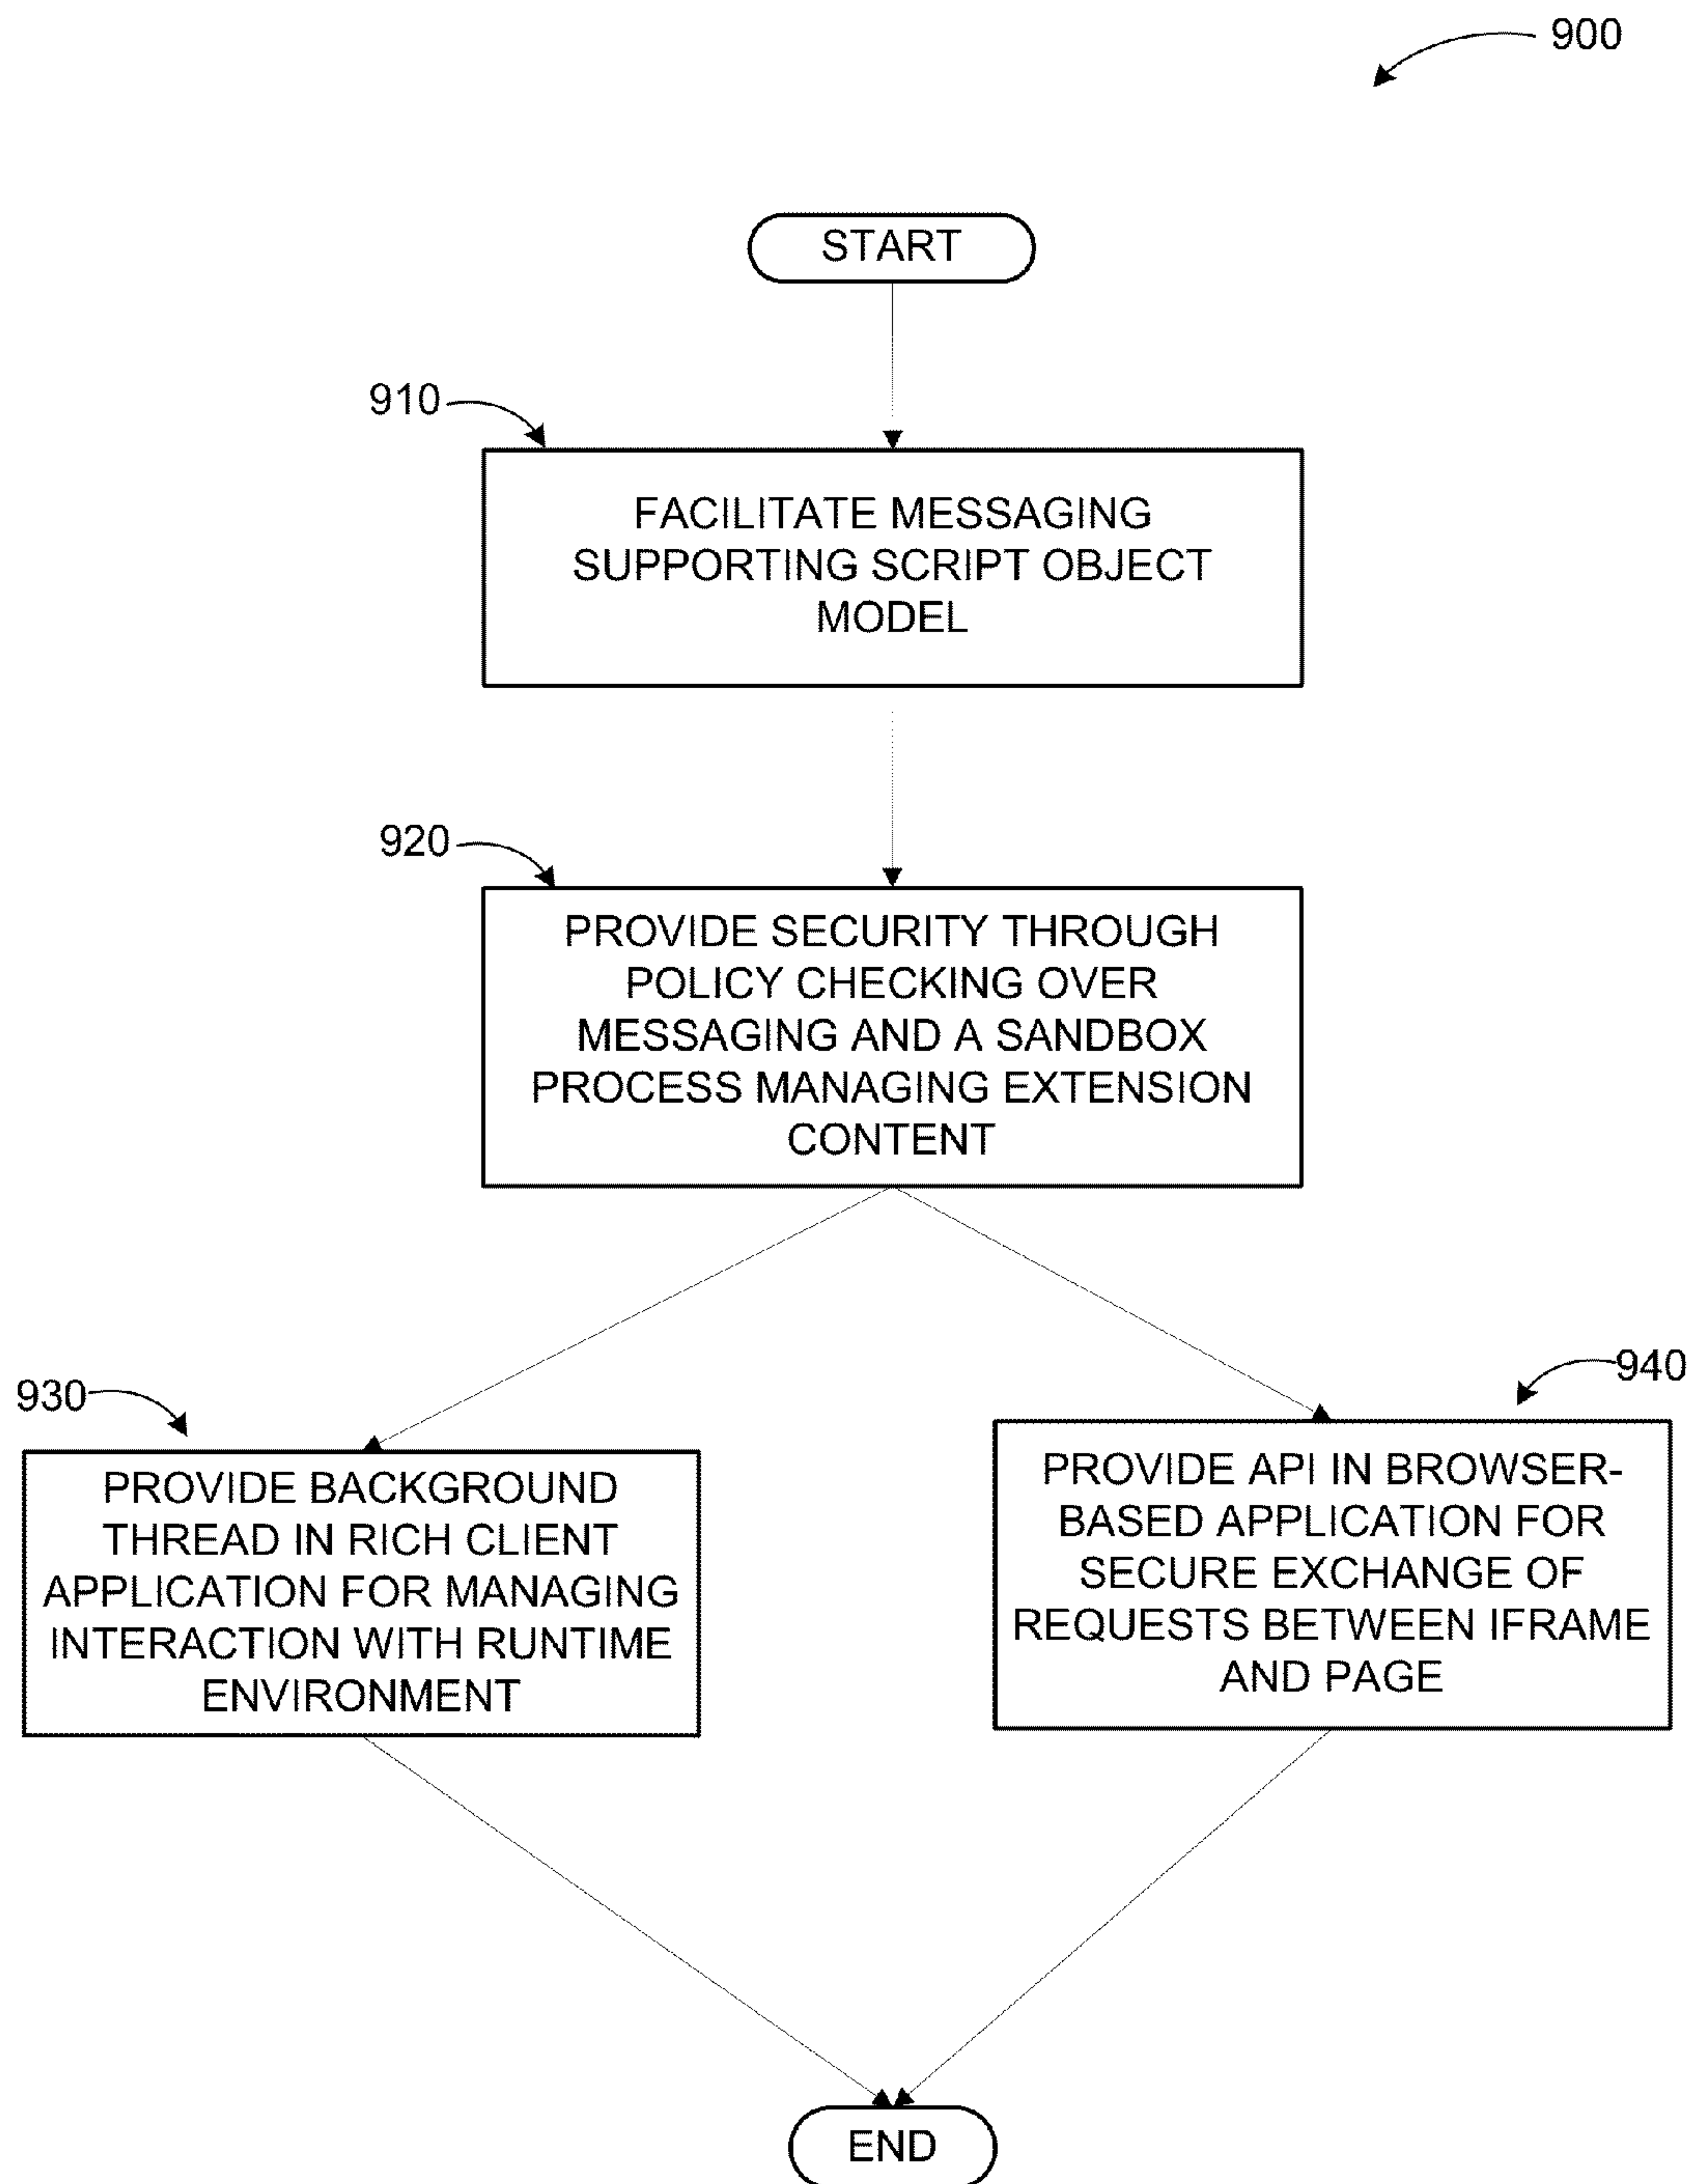 900
START
910
FACILITATE MESSAGING
SUPPORTING SCRIPT OBJECT
MODEL
920
PROVIDE SECURITY THROUGH
POLICY CHECKING OVER
MESSAGING AND A SANDBOX
PROCESS MANAGING EXTENSION
CONTENT
930
PROVIDE BACKGROUND
THREAD IN RICH CLIENT
APPLICATION FOR MANAGING
INTERACTION WITH RUNTIME
ENVIRONMENT
940
PROVIDE API IN BROWSER-
BASED APPLICATION FOR
SECURE EXCHANGE OF
REQUESTS BETWEEN IFRAME
AND PAGE
END